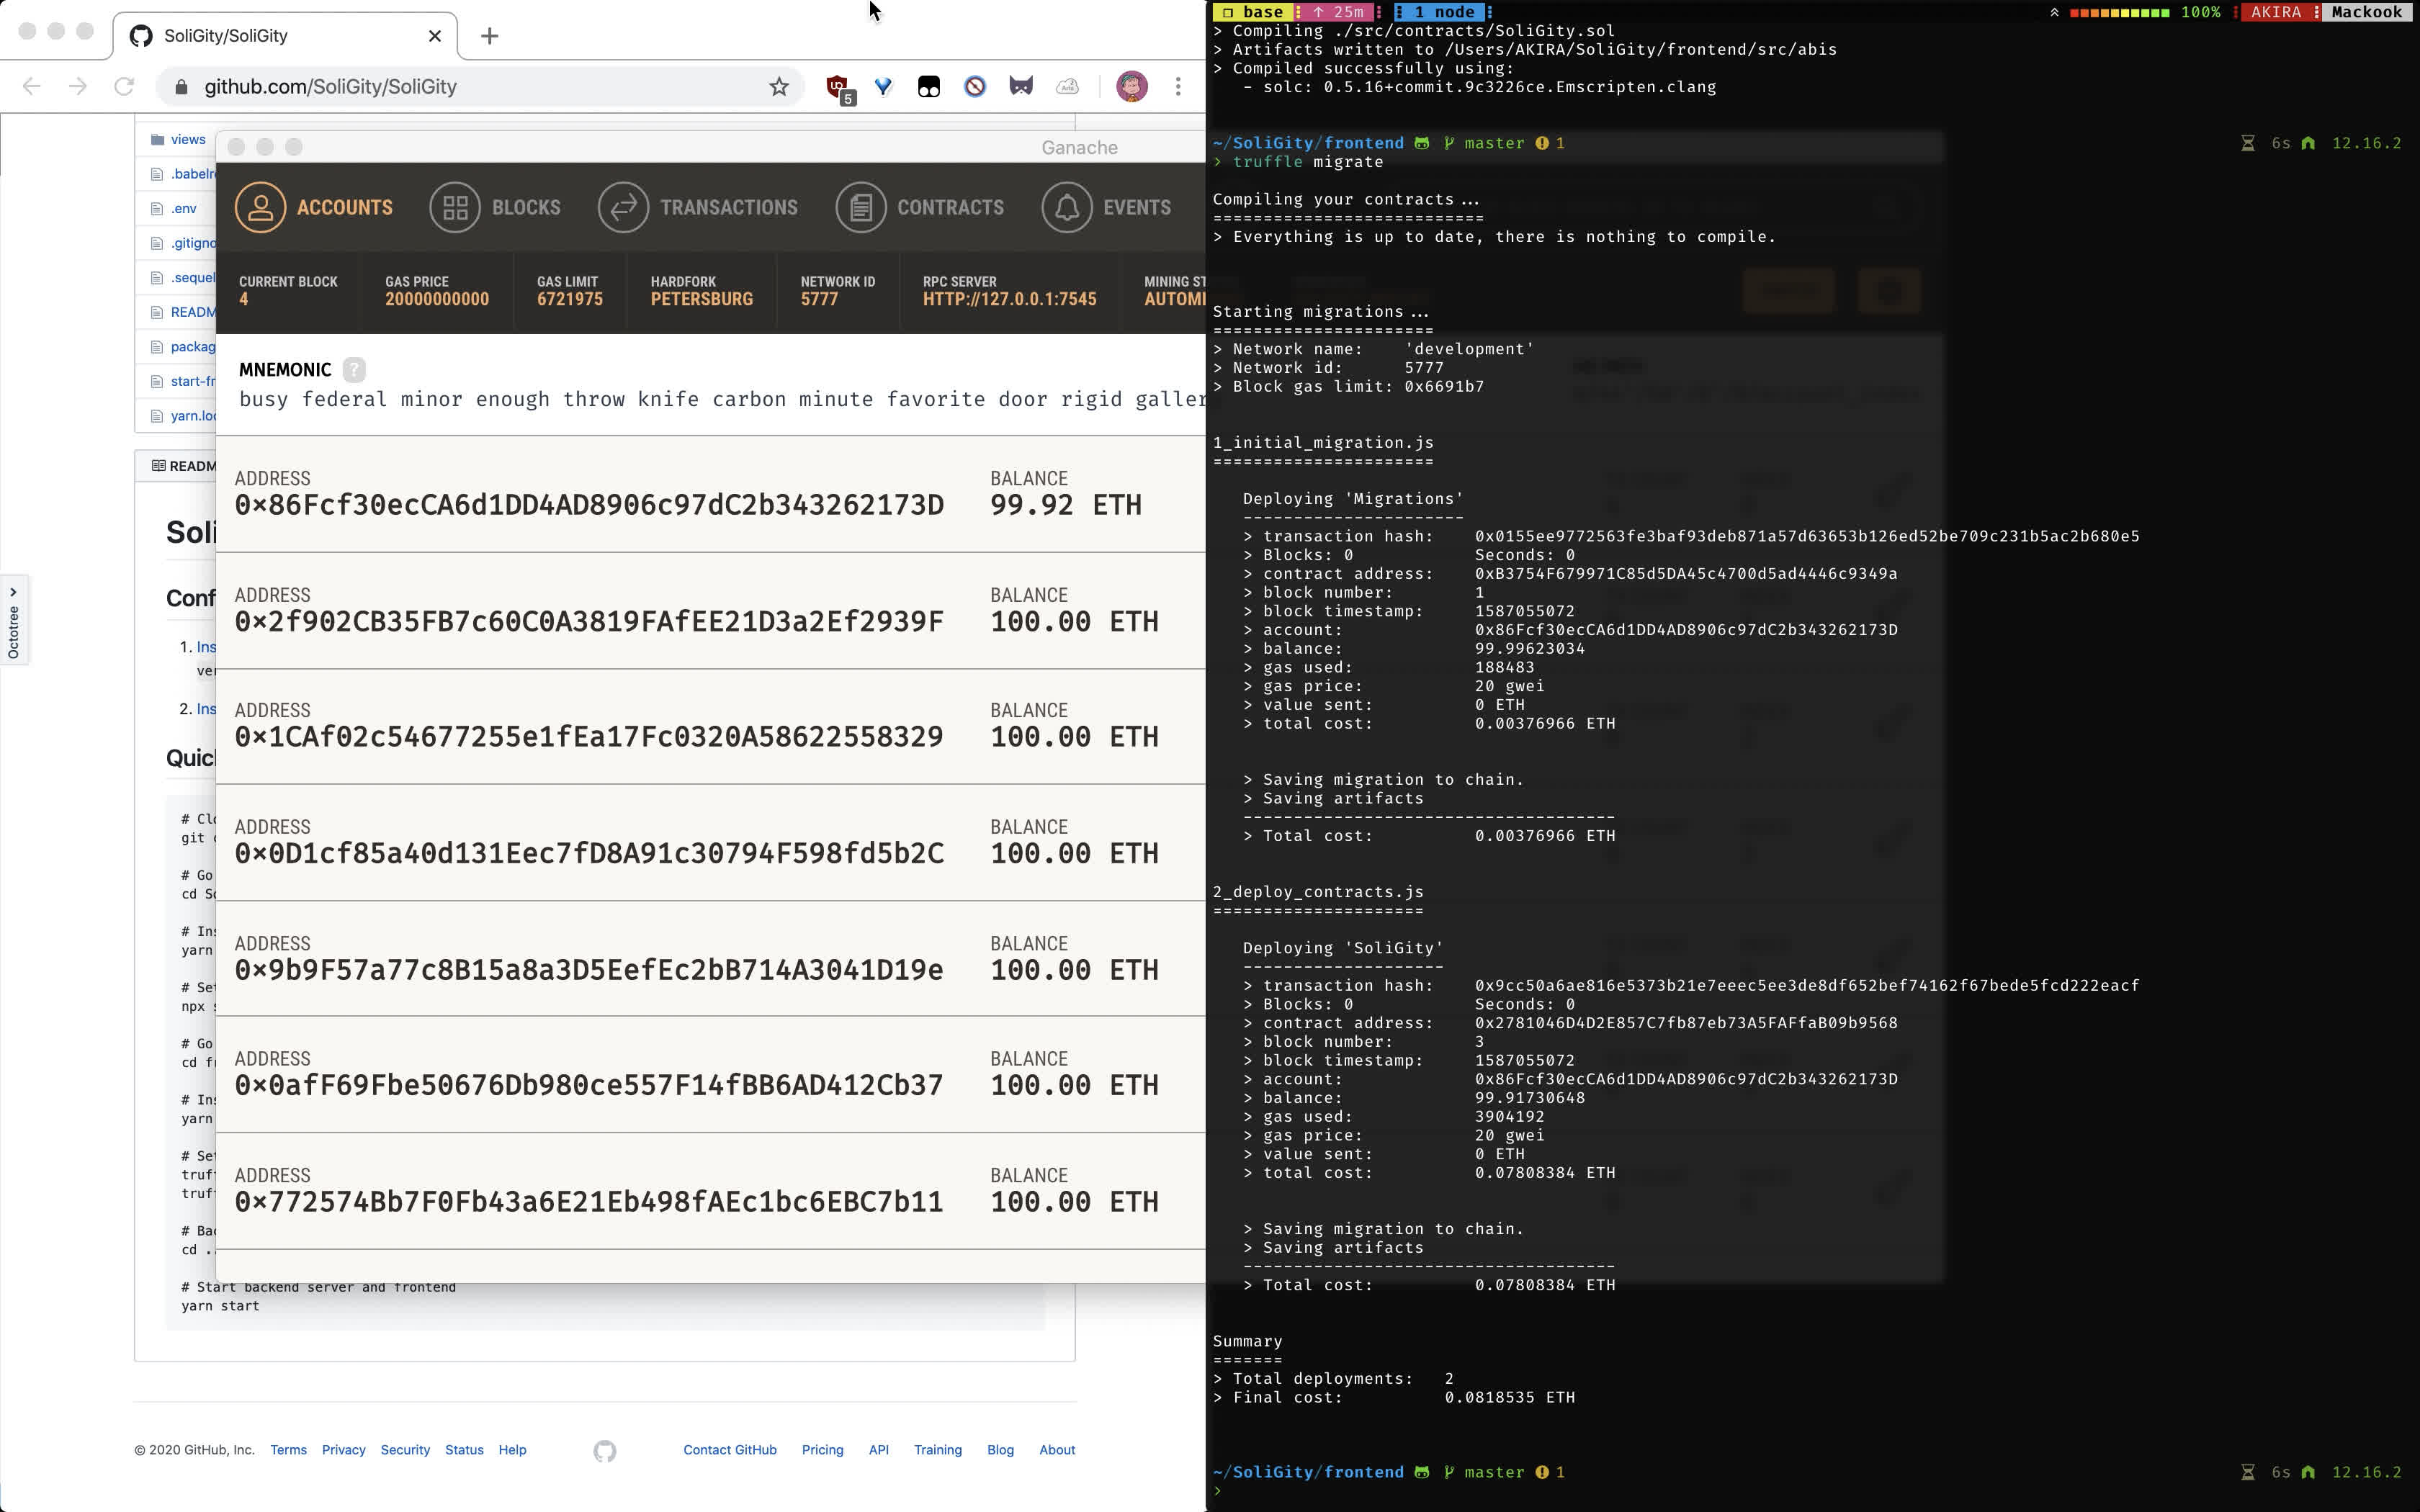 SoliGity/SoliGity
github.com/SoliGity/SoliGity
5
views
.babelr
.env
.gitigno
.sequel
READM
packag
start-fr
yarn.loc
READM
Soli
Conf
1. Ins
ver
2. Ins
Quic
# Clo
git c
# Go
cd So
# Ins
yarn
# Set
npx s
# Go
cd fr
# Ins
yarn
# Set
truf
truf
# Bac
cd ..
# Start backend server and frontend
yarn start
Octotree
© 2020 GitHub, Inc. Terms Privacy Security Status Help Contact GitHub Pricing API Training Blog About
Ganache
ACCOUNTS BLOCKS TRANSACTIONS CONTRACTS EVENTS
CURRENT BLOCK GAS PRICE GAS LIMIT HARDFORK NETWORK ID RPC SERVER MINING ST
4 20000000000 6721975 PETERSBURG 5777 HTTP://127.0.0.1:7545 AUTOMI
MNEMONIC ?
busy federal minor enough throw knife carbon minute favorite door rigid galler
ADDRESS BALANCE
0×86Fcf30ecCA6d1DD4AD8906c97dC2b343262173D 99.92 ETH
ADDRESS BALANCE
0×2f902CB35FB7c60C0A3819FAfEE21D3a2Ef2939F 100.00 ETH
ADDRESS BALANCE
0×1CAf02c54677255e1fEa17Fc0320A58622558329 100.00 ETH
ADDRESS BALANCE
0×0D1cf85a40d131Eec7fD8A91c30794F598fd5b2C 100.00 ETH
ADDRESS BALANCE
0×9b9F57a77c8B15a8a3D5EefEc2bB714A3041D19e 100.00 ETH
ADDRESS BALANCE
0×0afF69Fbe50676Db980ce557F14fBB6AD412Cb37 100.00 ETH
ADDRESS BALANCE
0×772574Bb7F0Fb43a6E21Eb498fAEc1bc6EBC7b11 100.00 ETH
base ↑ 25m 1 node 100% AKIRA Mackook
> Compiling ./src/contracts/SoliGity.sol
> Artifacts written to /Users/AKIRA/SoliGity/frontend/src/abis
> Compiled successfully using:
- solc: 0.5.16+commit.9c3226ce.Emscripten.clang
~/SoliGity/frontend master 1 6s 12.16.2
> truffle migrate
Compiling your contracts...
===========================
> Everything is up to date, there is nothing to compile.
Starting migrations...
======================
> Network name: 'development'
> Network id: 5777
> Block gas limit: 0x6691b7
1_initial_migration.js
======================
Deploying 'Migrations'
----------------------
> transaction hash: 0x0155ee9772563fe3baf93deb871a57d63653b126ed52be709c231b5ac2b680e5
> Blocks: 0 Seconds: 0
> contract address: 0xB3754F679971C85d5DA45c4700d5ad4446c9349a
> block number: 1
> block timestamp: 1587055072
> account: 0x86Fcf30ecCA6d1DD4AD8906c97dC2b343262173D
> balance: 99.99623034
> gas used: 188483
> gas price: 20 gwei
> value sent: 0 ETH
> total cost: 0.00376966 ETH
> Saving migration to chain.
> Saving artifacts
-------------------------------------
> Total cost: 0.00376966 ETH
2_deploy_contracts.js
=====================
Deploying 'SoliGity'
--------------------
> transaction hash: 0x9cc50a6ae816e5373b21e7eeec5ee3de8df652bef74162f67bede5fcd222eacf
> Blocks: 0 Seconds: 0
> contract address: 0x2781046D4D2E857C7fb87eb73A5FAFfaB09b9568
> block number: 3
> block timestamp: 1587055072
> account: 0x86Fcf30ecCA6d1DD4AD8906c97dC2b343262173D
> balance: 99.91730648
> gas used: 3904192
> gas price: 20 gwei
> value sent: 0 ETH
> total cost: 0.07808384 ETH
> Saving migration to chain.
> Saving artifacts
-------------------------------------
> Total cost: 0.07808384 ETH
Summary
=======
> Total deployments: 2
> Final cost: 0.0818535 ETH
~/SoliGity/frontend master 1 6s 12.16.2
>